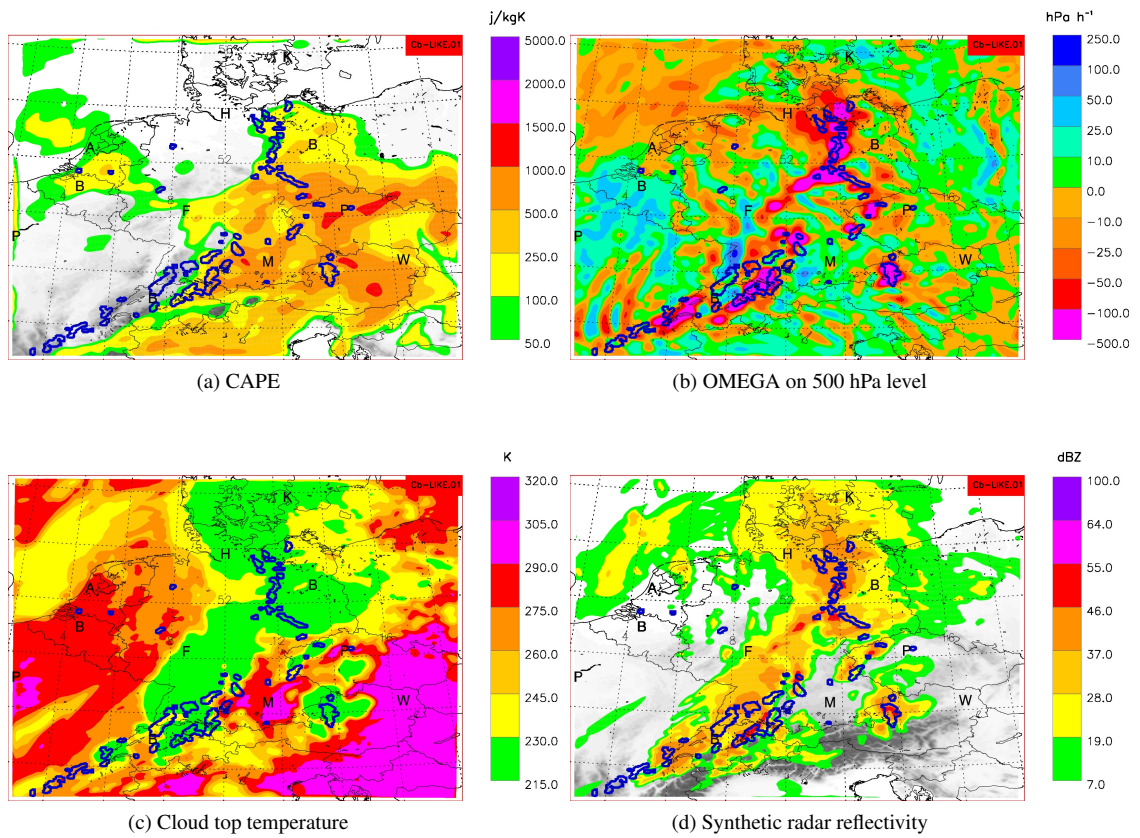 j/kgK
Cb-LIKE.01
5000.0
2000.0
1500.0
1000.0
500.0
250.0
100.0
50.0
K
H
A
B
52
B
F
P
P
M
W
(a) CAPE
hPa h⁻¹
Cb-LIKE.01
250.0
100.0
50.0
25.0
10.0
0.0
−10.0
−25.0
−50.0
−100.0
−500.0
K
H
A
B
52
B
F
P
P
M
W
(b) OMEGA on 500 hPa level
K
Cb-LIKE.01
320.0
305.0
290.0
275.0
260.0
245.0
230.0
215.0
K
H
A
B
52
B
F
P
P
M
W
(c) Cloud top temperature
dBZ
Cb-LIKE.01
100.0
64.0
55.0
46.0
37.0
28.0
19.0
7.0
K
H
A
B
52
B
F
P
P
M
W
(d) Synthetic radar reflectivity